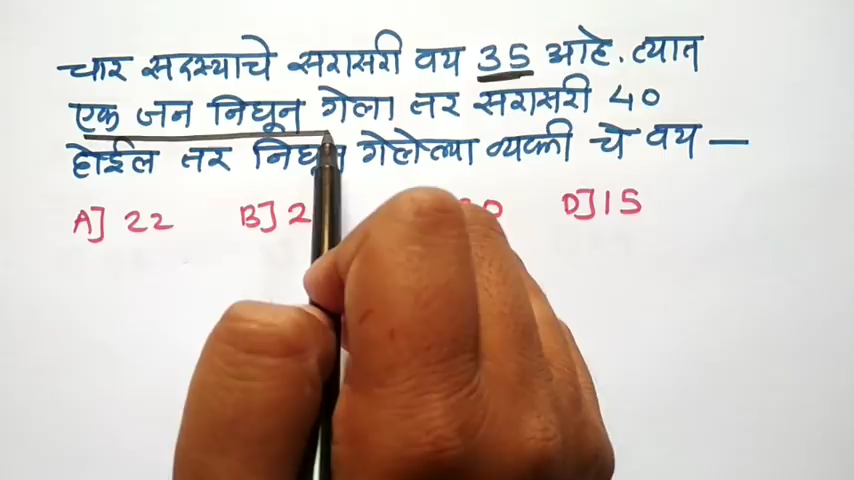 चार सदस्याचे सरासरी वय 35 आहे. त्यात
एक जन निघून गेला तर सरासरी 40
होईल तर निघून गेलेल्या व्यक्ती चे वय —
A] 22 B] 2 D] 15